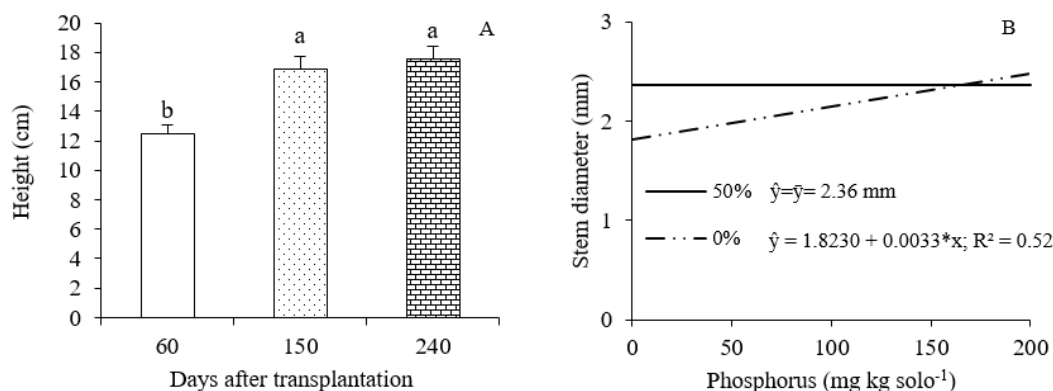 A
Height (cm)
20
18
16
14
12
10
8
6
4
2
0
b
a
a
60 150 240
Days after transplantation
B
Stem diameter (mm)
3
2
1
0
50% ŷ=ȳ= 2.36 mm
0% ŷ = 1.8230 + 0.0033*x; R² = 0.52
0 50 100 150 200
Phosphorus (mg kg solo⁻¹)